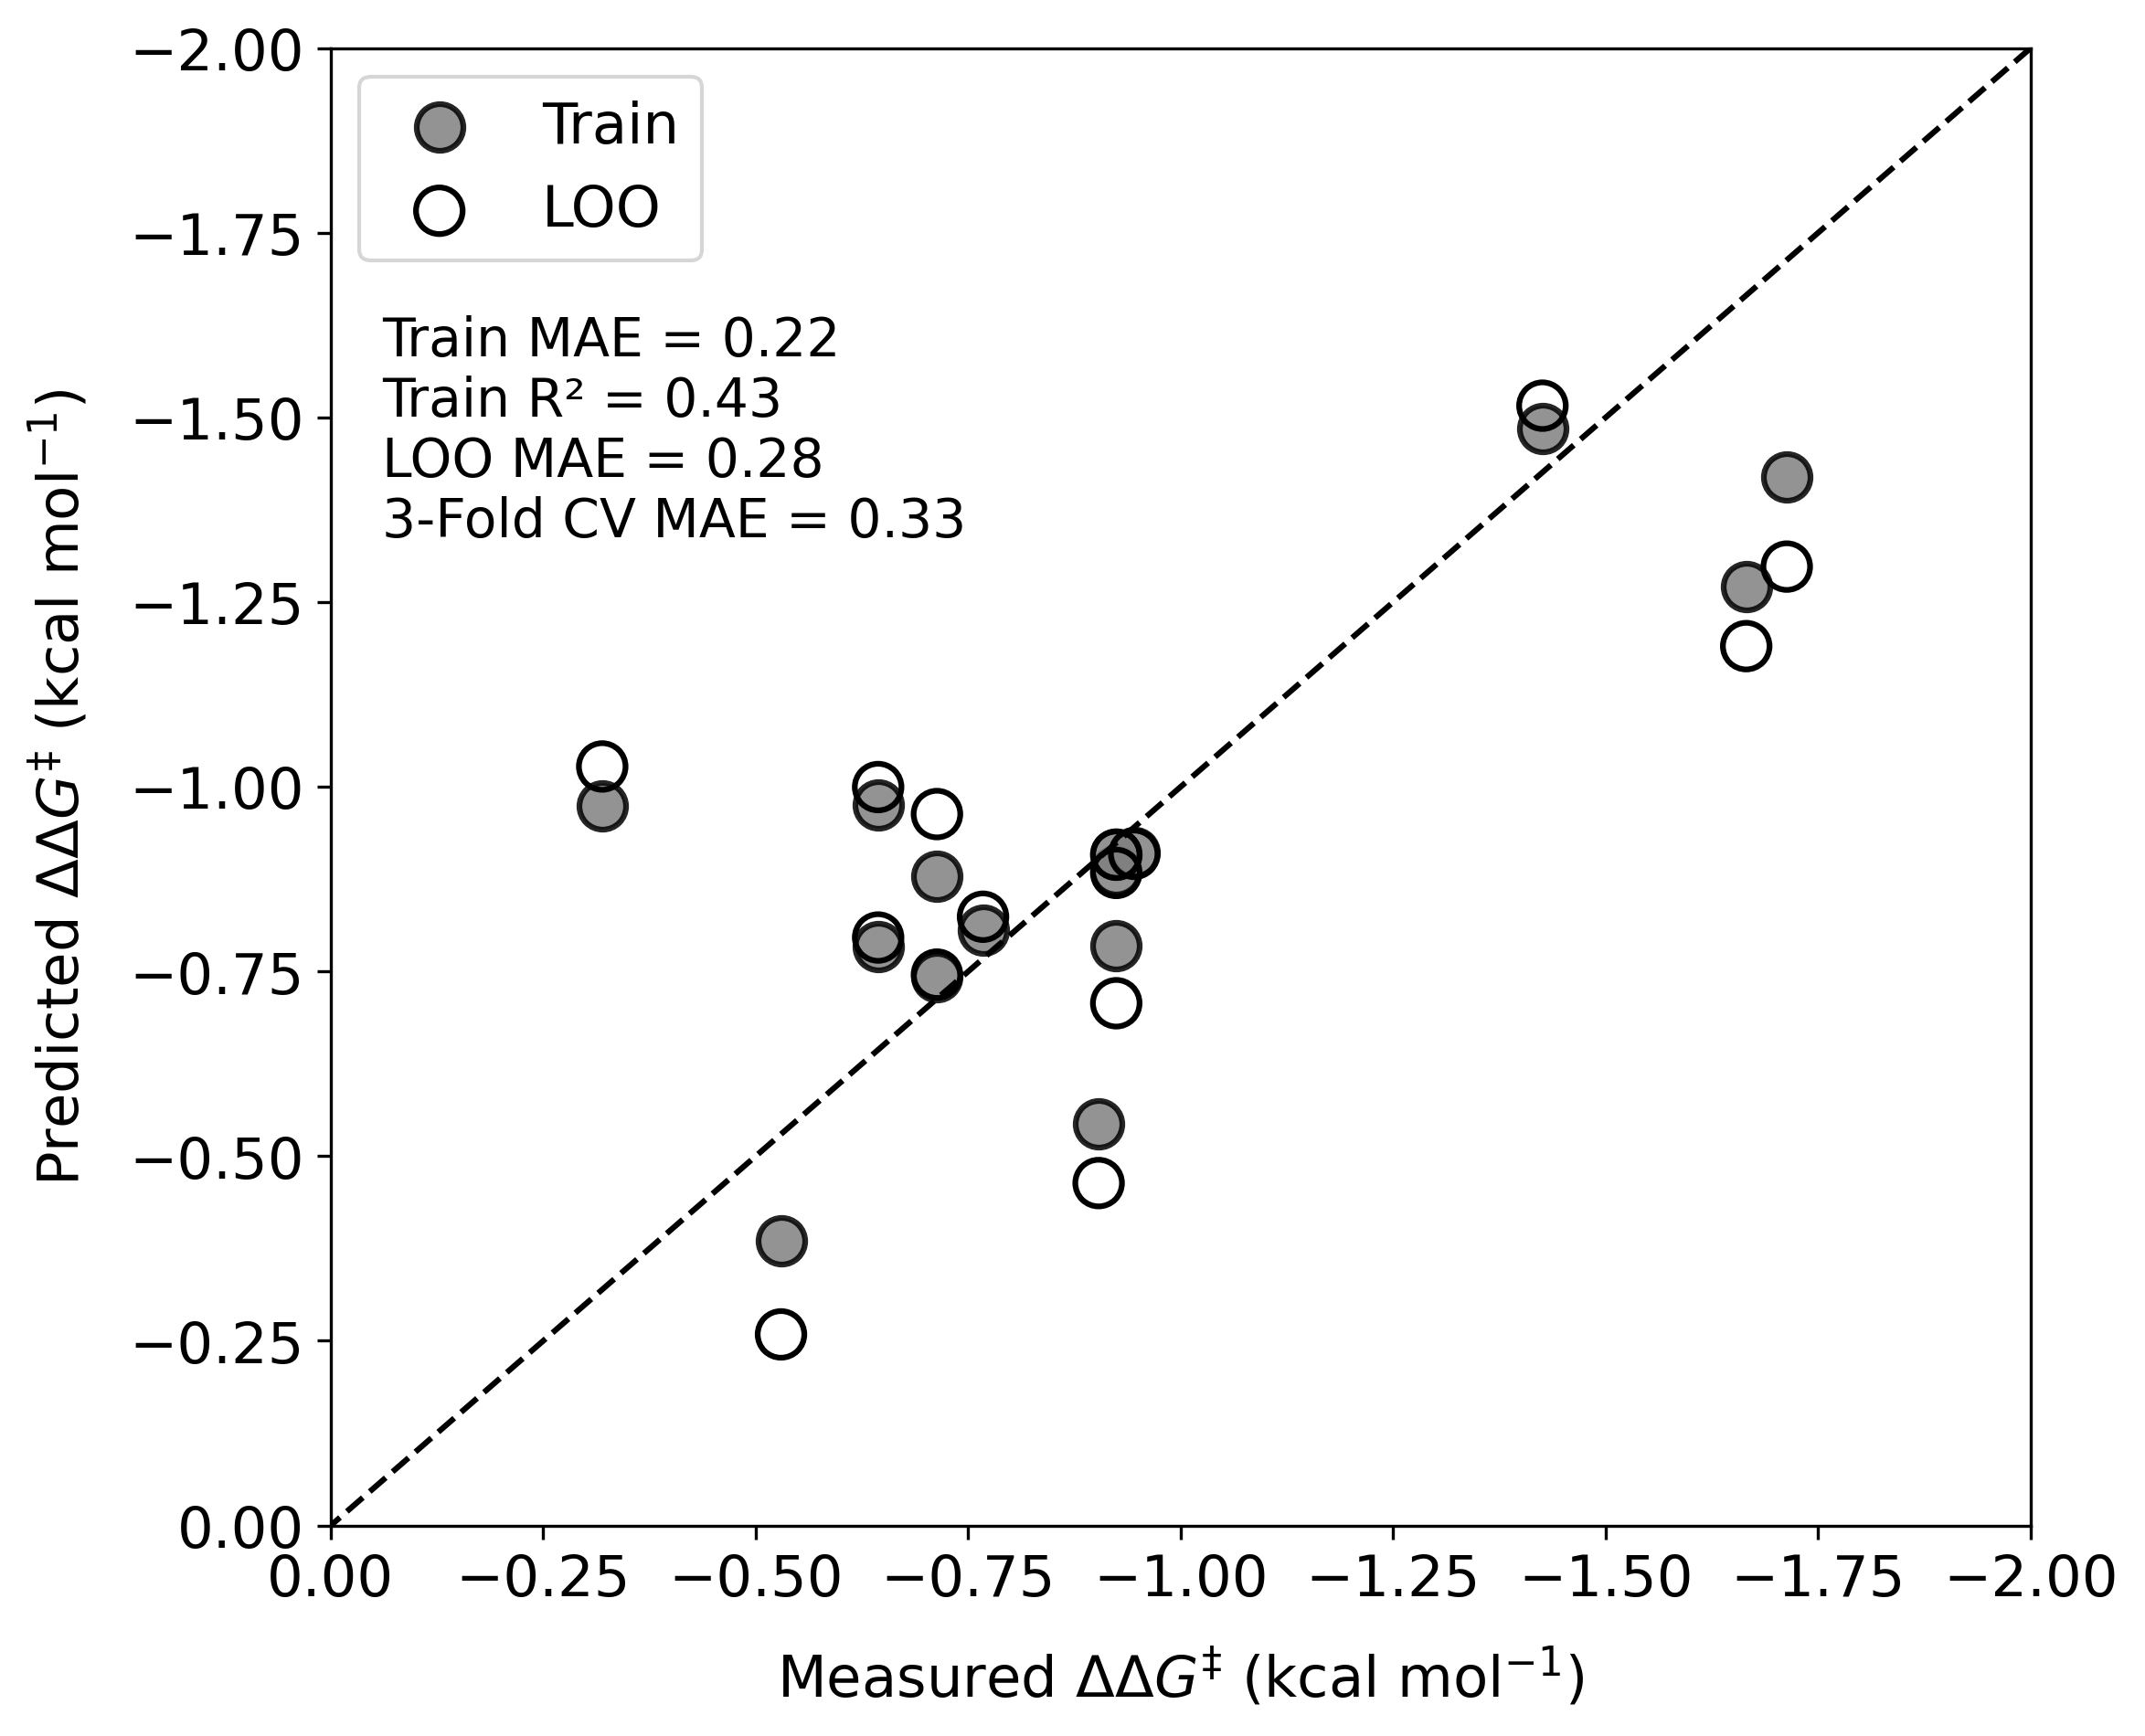 Train
LOO
Train MAE = 0.22
Train R² = 0.43
LOO MAE = 0.28
3-Fold CV MAE = 0.33
Predicted ΔΔG‡ (kcal mol⁻¹)
−2.00
−1.75
−1.50
−1.25
−1.00
−0.75
−0.50
−0.25
0.00
0.00 −0.25 −0.50 −0.75 −1.00 −1.25 −1.50 −1.75 −2.00
Measured ΔΔG‡ (kcal mol⁻¹)